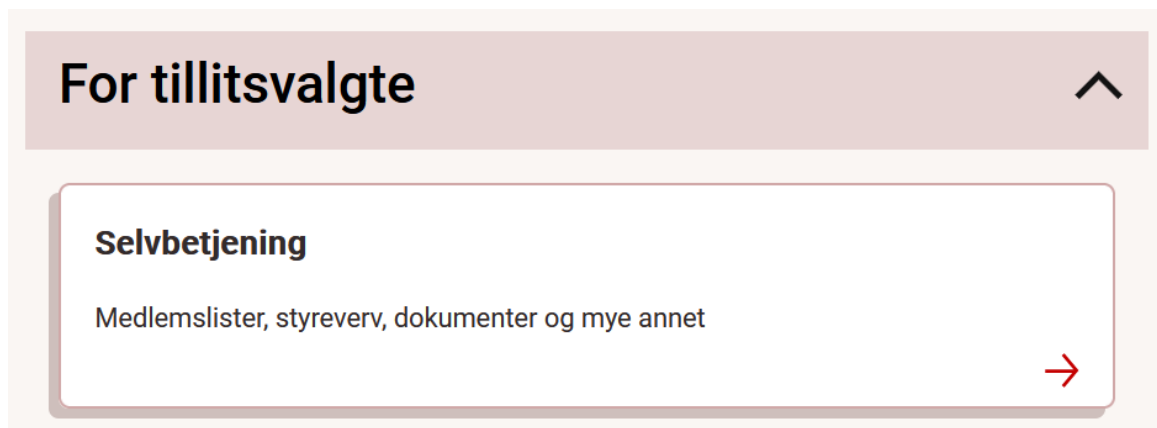 For tillitsvalgte
Selvbetjening
Medlemslister, styreverv, dokumenter og mye annet